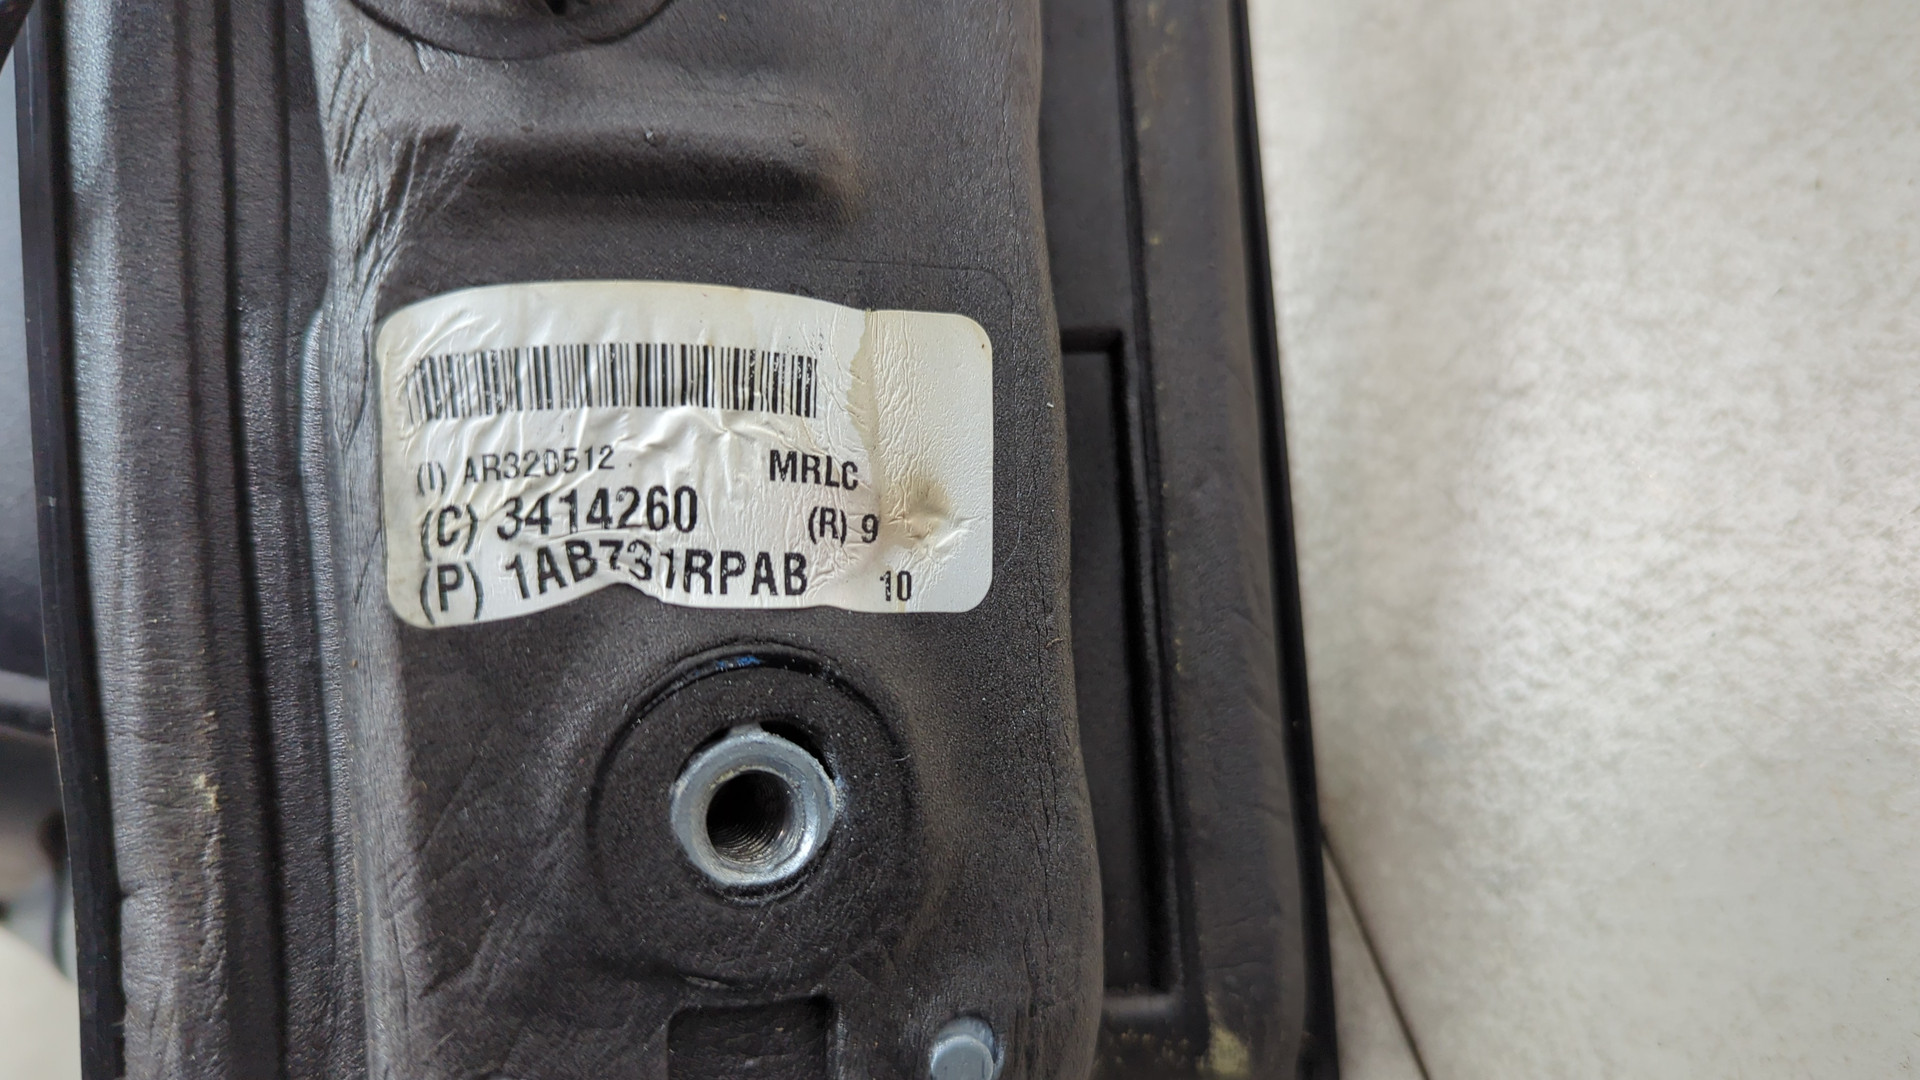 (I) AR320512 MRLC
(C) 3414260 (R) 9
(P) 1AB731RPAB 10